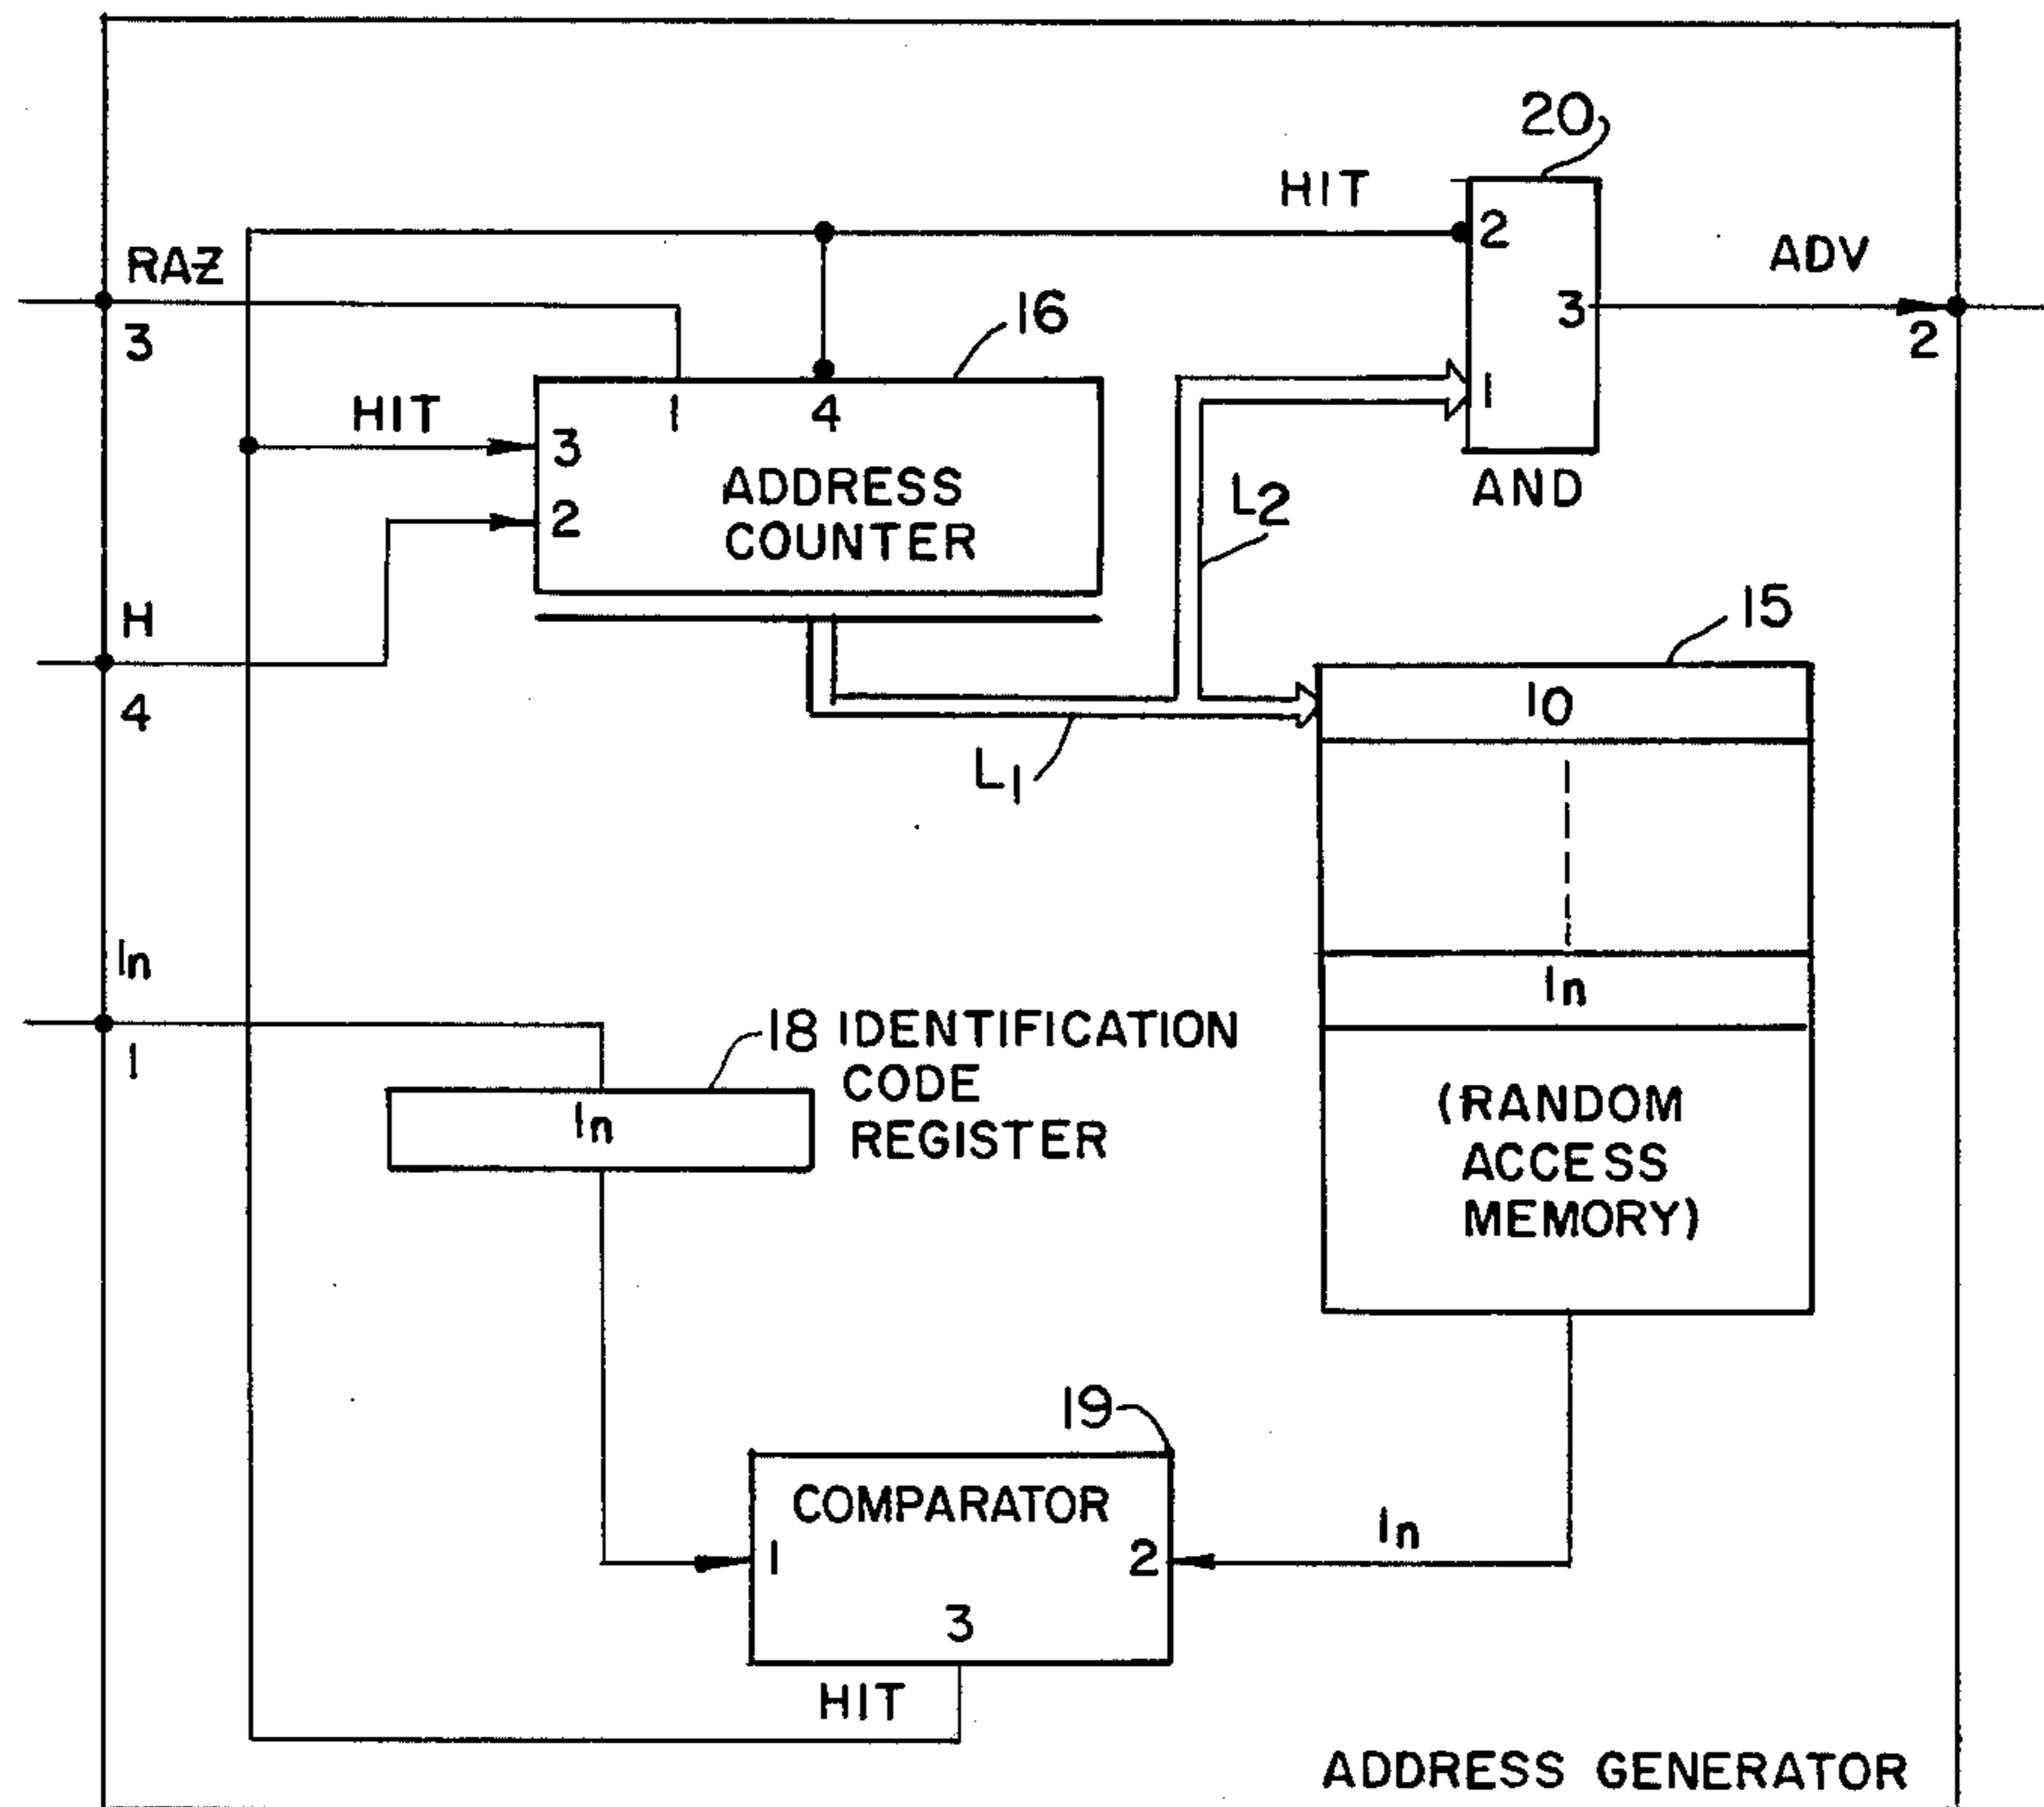 20
HIT
2
RAZ
ADV
3
3
2
16
1
HIT
1
4
3
ADDRESS
COUNTER
2
L2
AND
H
4
15
I0
L1
In
1
In
18 IDENTIFICATION
CODE
REGISTER
In
(RANDOM
ACCESS
MEMORY)
19
COMPARATOR
1
2
In
3
HIT
ADDRESS GENERATOR